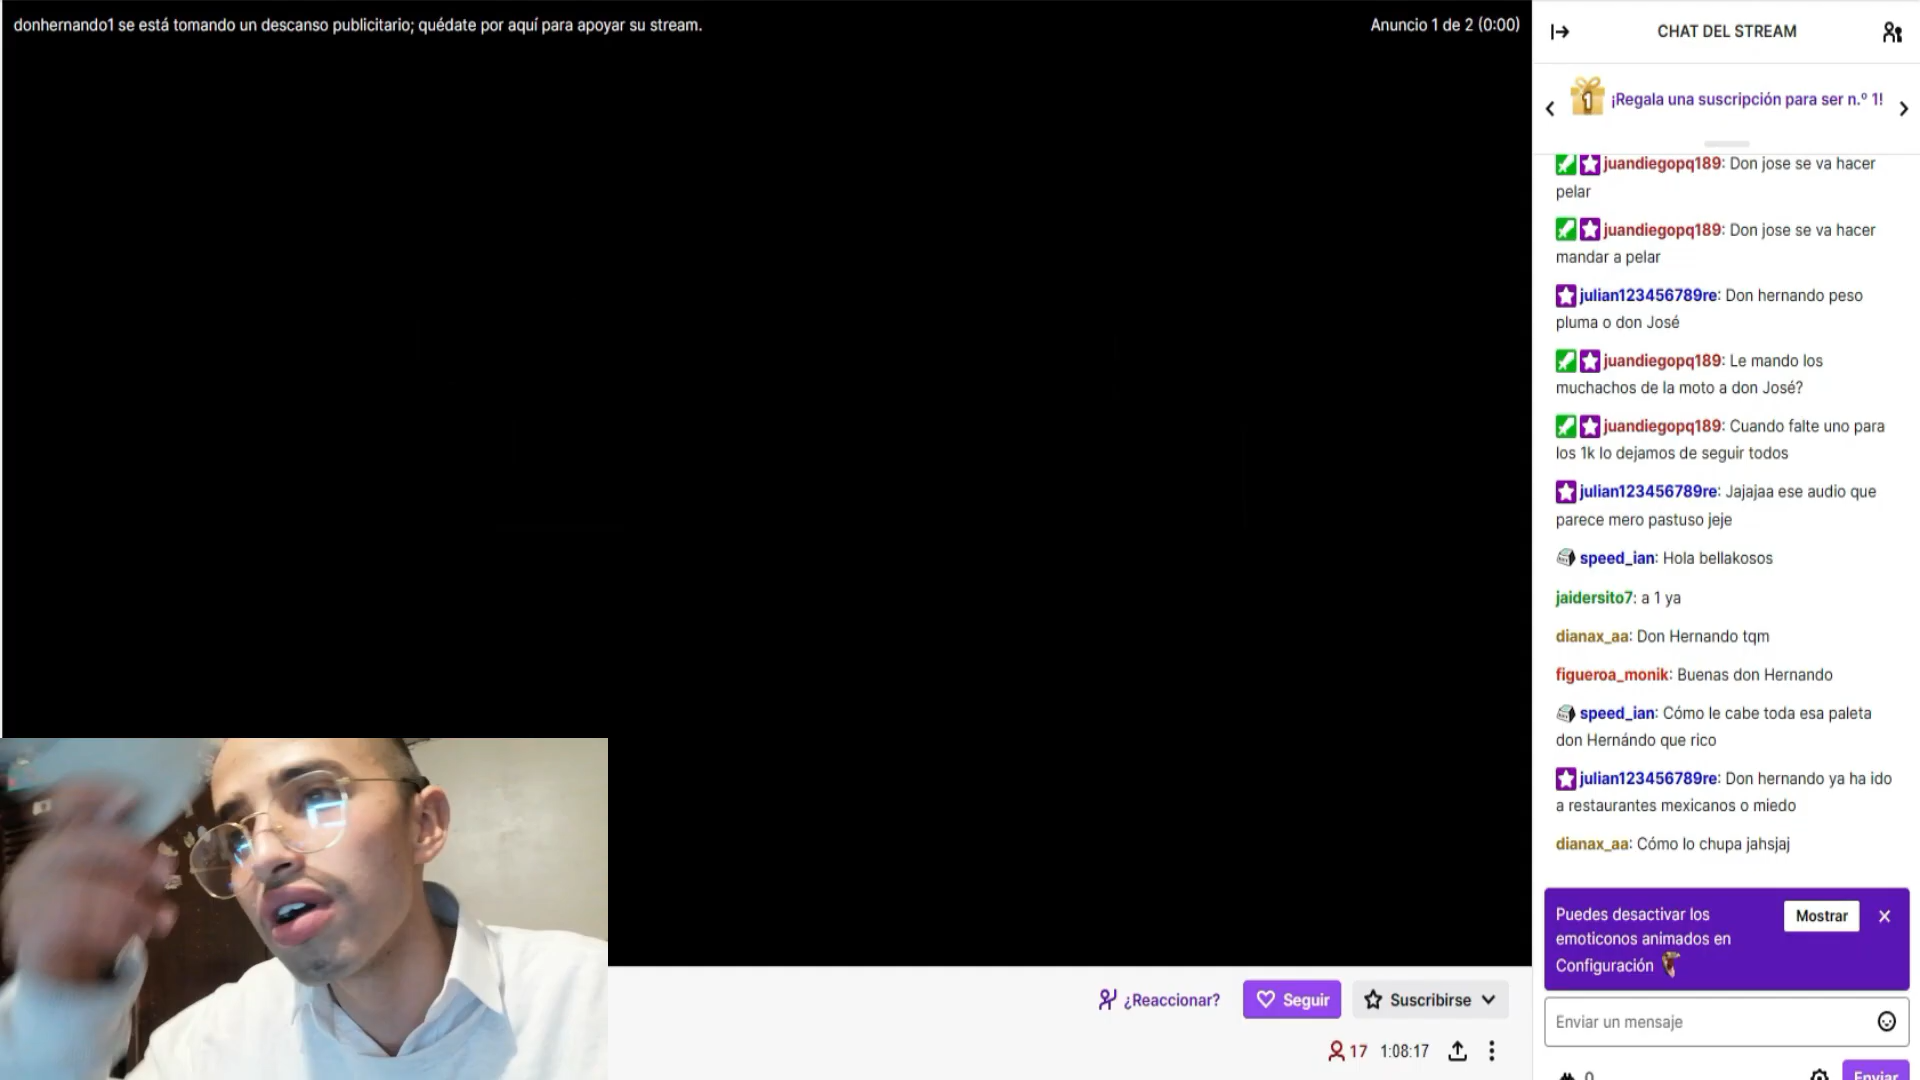 donhernando1 se está tomando un descanso publicitario; quédate por aquí para apoyar su stream.
Anuncio 1 de 2 (0:00)
CHAT DEL STREAM
1
¡Regala una suscripción para ser n.º 1!
juandiegopq189: Don jose se va hacer
pelar
juandiegopq189: Don jose se va hacer
mandar a pelar
julian123456789re: Don hernando peso
pluma o don José
juandiegopq189: Le mando los
muchachos de la moto a don José?
juandiegopq189: Cuando falte uno para
los 1k lo dejamos de seguir todos
julian123456789re: Jajajaa ese audio que
parece mero pastuso jeje
speed_ian: Hola bellakosos
jaidersito7: a 1 ya
dianax_aa: Don Hernando tqm
figueroa_monik: Buenas don Hernando
speed_ian: Cómo le cabe toda esa paleta
don Hernándo que rico
julian123456789re: Don hernando ya ha ido
a restaurantes mexicanos o miedo
dianax_aa: Cómo lo chupa jahsjaj
Puedes desactivar los
emoticonos animados en
Configuración
Mostrar
¿Reaccionar?
Seguir
Suscribirse
17
1:08:17
Enviar un mensaje
0
Enviar